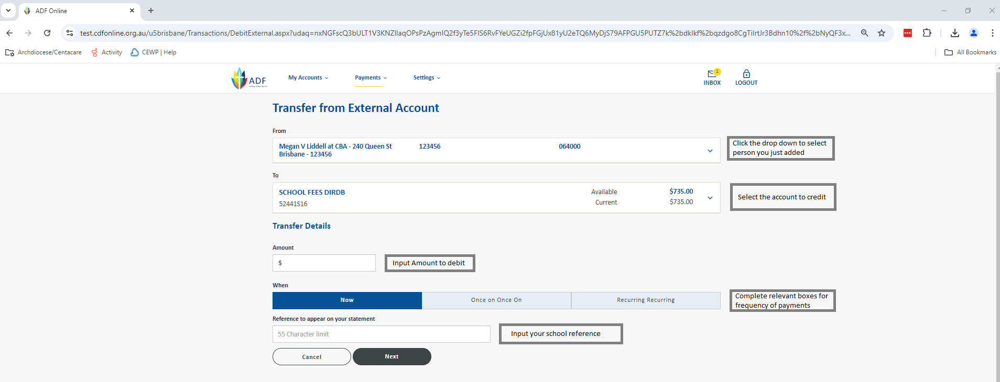 ADF Online
test.cdfonline.org.au/u5brisbane/Transactions/DebitExternal.aspx?udaq=
Archdiocese/Centacare
Activity
CEWP | Help
All Bookmarks
ADF
My Accounts
Payments
Settings
1
INBOX
LOGOUT
Transfer from External Account
From
Megan V Liddell at CBA - 240 Queen St 123456 064000
Brisbane - 123456
Click the drop down to select
person you just added
To
SCHOOL FEES DIRDB Available $735.00
52441S16 Current $735.00
Select the account to credit
Transfer Details
Amount
$
Input Amount to debit
When
Now Once on Once On Recurring Recurring
Complete relevant boxes for
frequency of payments
Reference to appear on your statement
55 Character limit
Input your school reference
Cancel Next